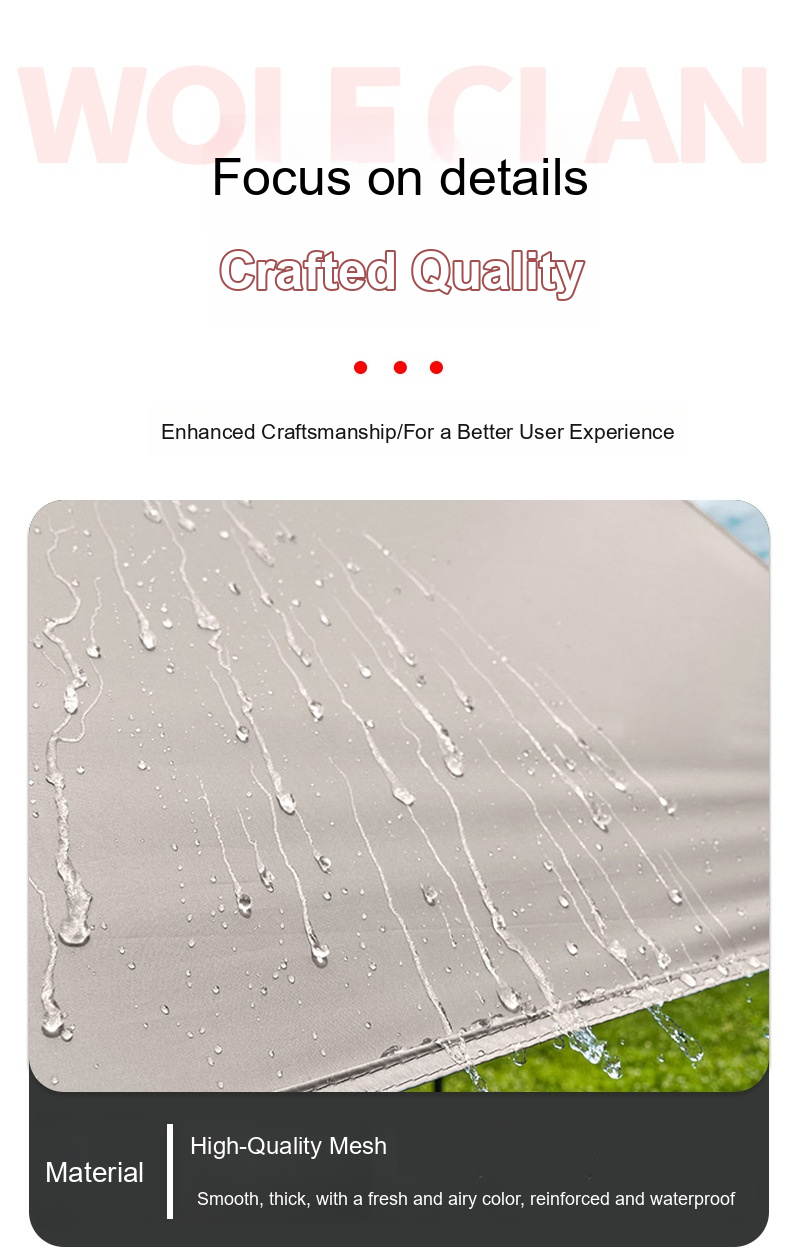 WOLF CLAN
Focus on details
Crafted Quality
Enhanced Craftsmanship/For a Better User Experience
High-Quality Mesh
Material
Smooth, thick, with a fresh and airy color, reinforced and waterproof